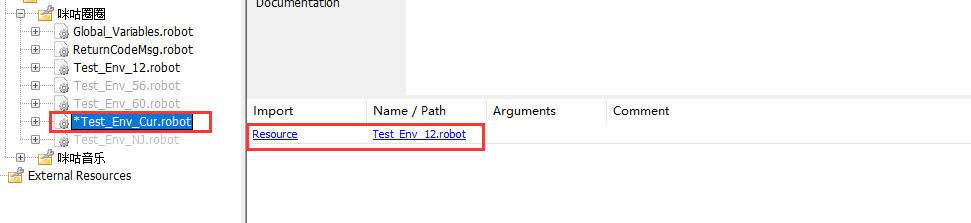 咪咕圈圈
Global_Variables.robot
ReturnCodeMsg.robot
Test_Env_12.robot
Test_Env_56.robot
Test_Env_60.robot
*Test_Env_Cur.robot
Test_Env_NJ.robot
咪咕音乐
External Resources
Documentation
Import Name / Path Arguments Comment
Resource Test_Env_12.robot